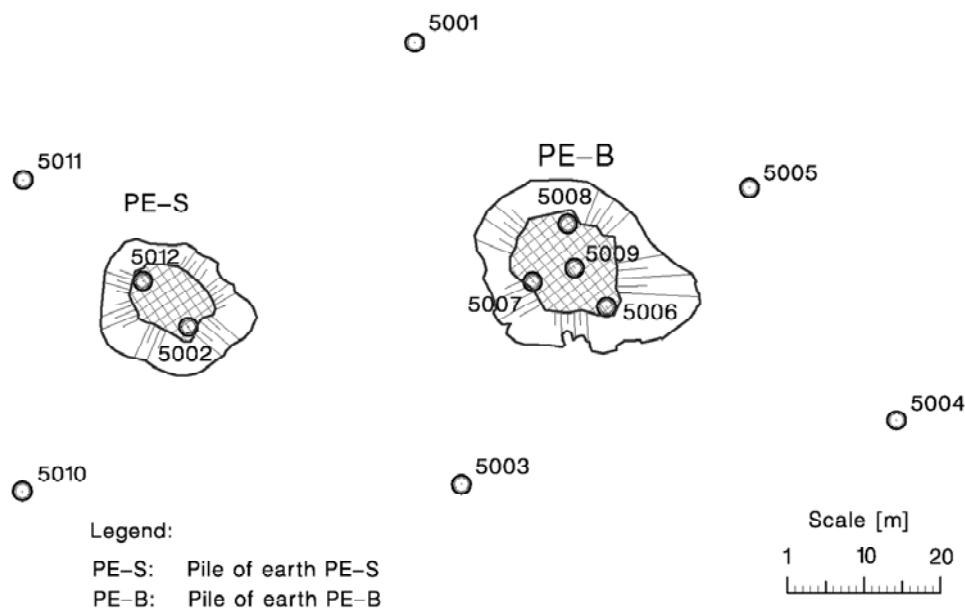 5001
5011
PE-B
5005
PE-S
5008
5012
5009
5007
5006
5002
5004
5003
5010
Legend:
Scale [m]
1 10 20
PE-S: Pile of earth PE-S
PE-B: Pile of earth PE-B